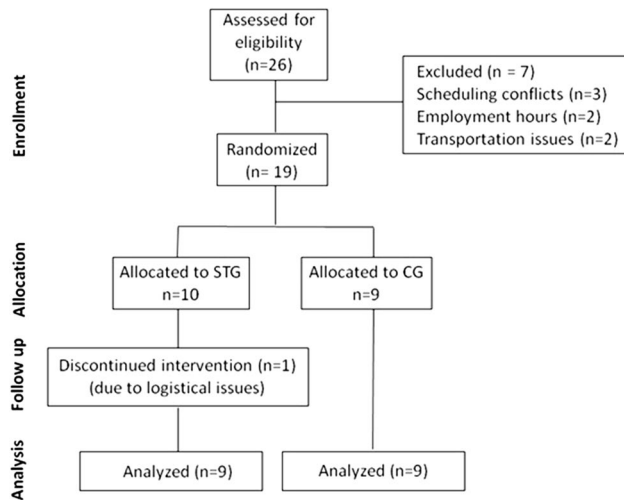 Enrollment
Assessed for
eligibility
(n=26)
Excluded (n = 7)
Scheduling conflicts (n=3)
Employment hours (n=2)
Transportation issues (n=2)
Randomized
(n= 19)
Allocation
Allocated to STG
n=10
Allocated to CG
n=9
Follow up
Discontinued intervention (n=1)
(due to logistical issues)
Analysis
Analyzed (n=9)
Analyzed (n=9)